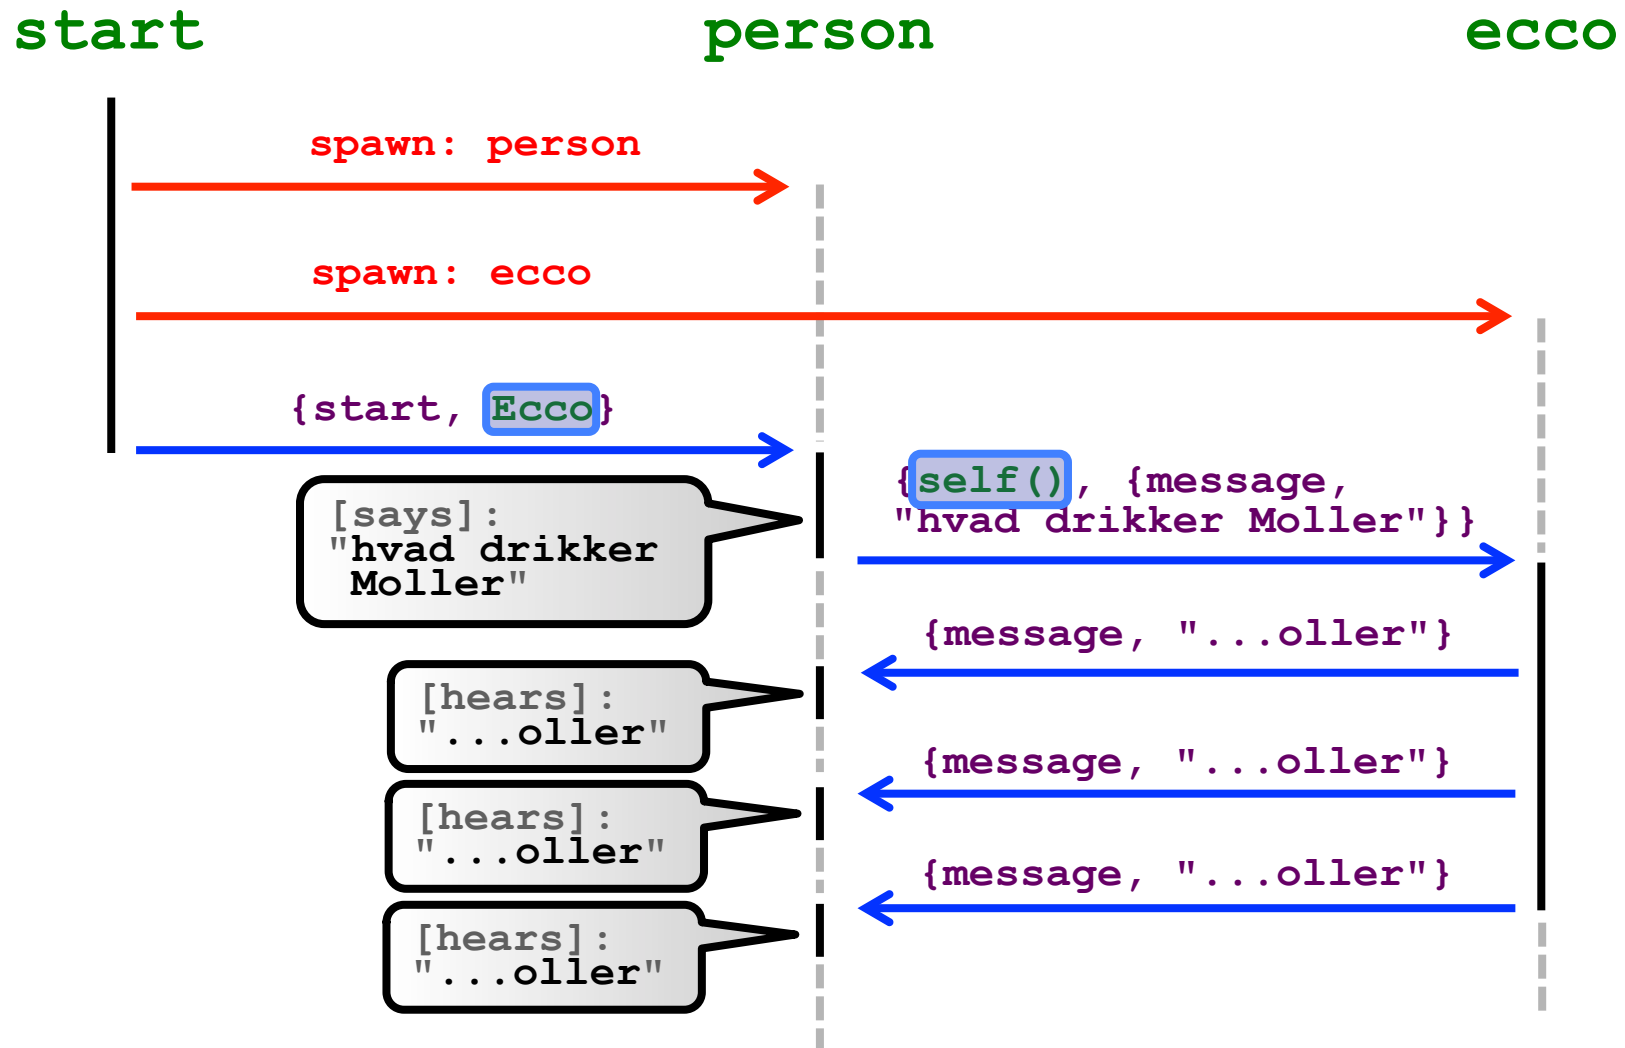 start person ecco
spawn: person
spawn: ecco
{start, Ecco}
{self(), {message,
"hvad drikker Moller"}}
[says]:
"hvad drikker
Moller"
{message, "...oller"}
[hears]:
"...oller"
{message, "...oller"}
[hears]:
"...oller"
{message, "...oller"}
[hears]:
"...oller"